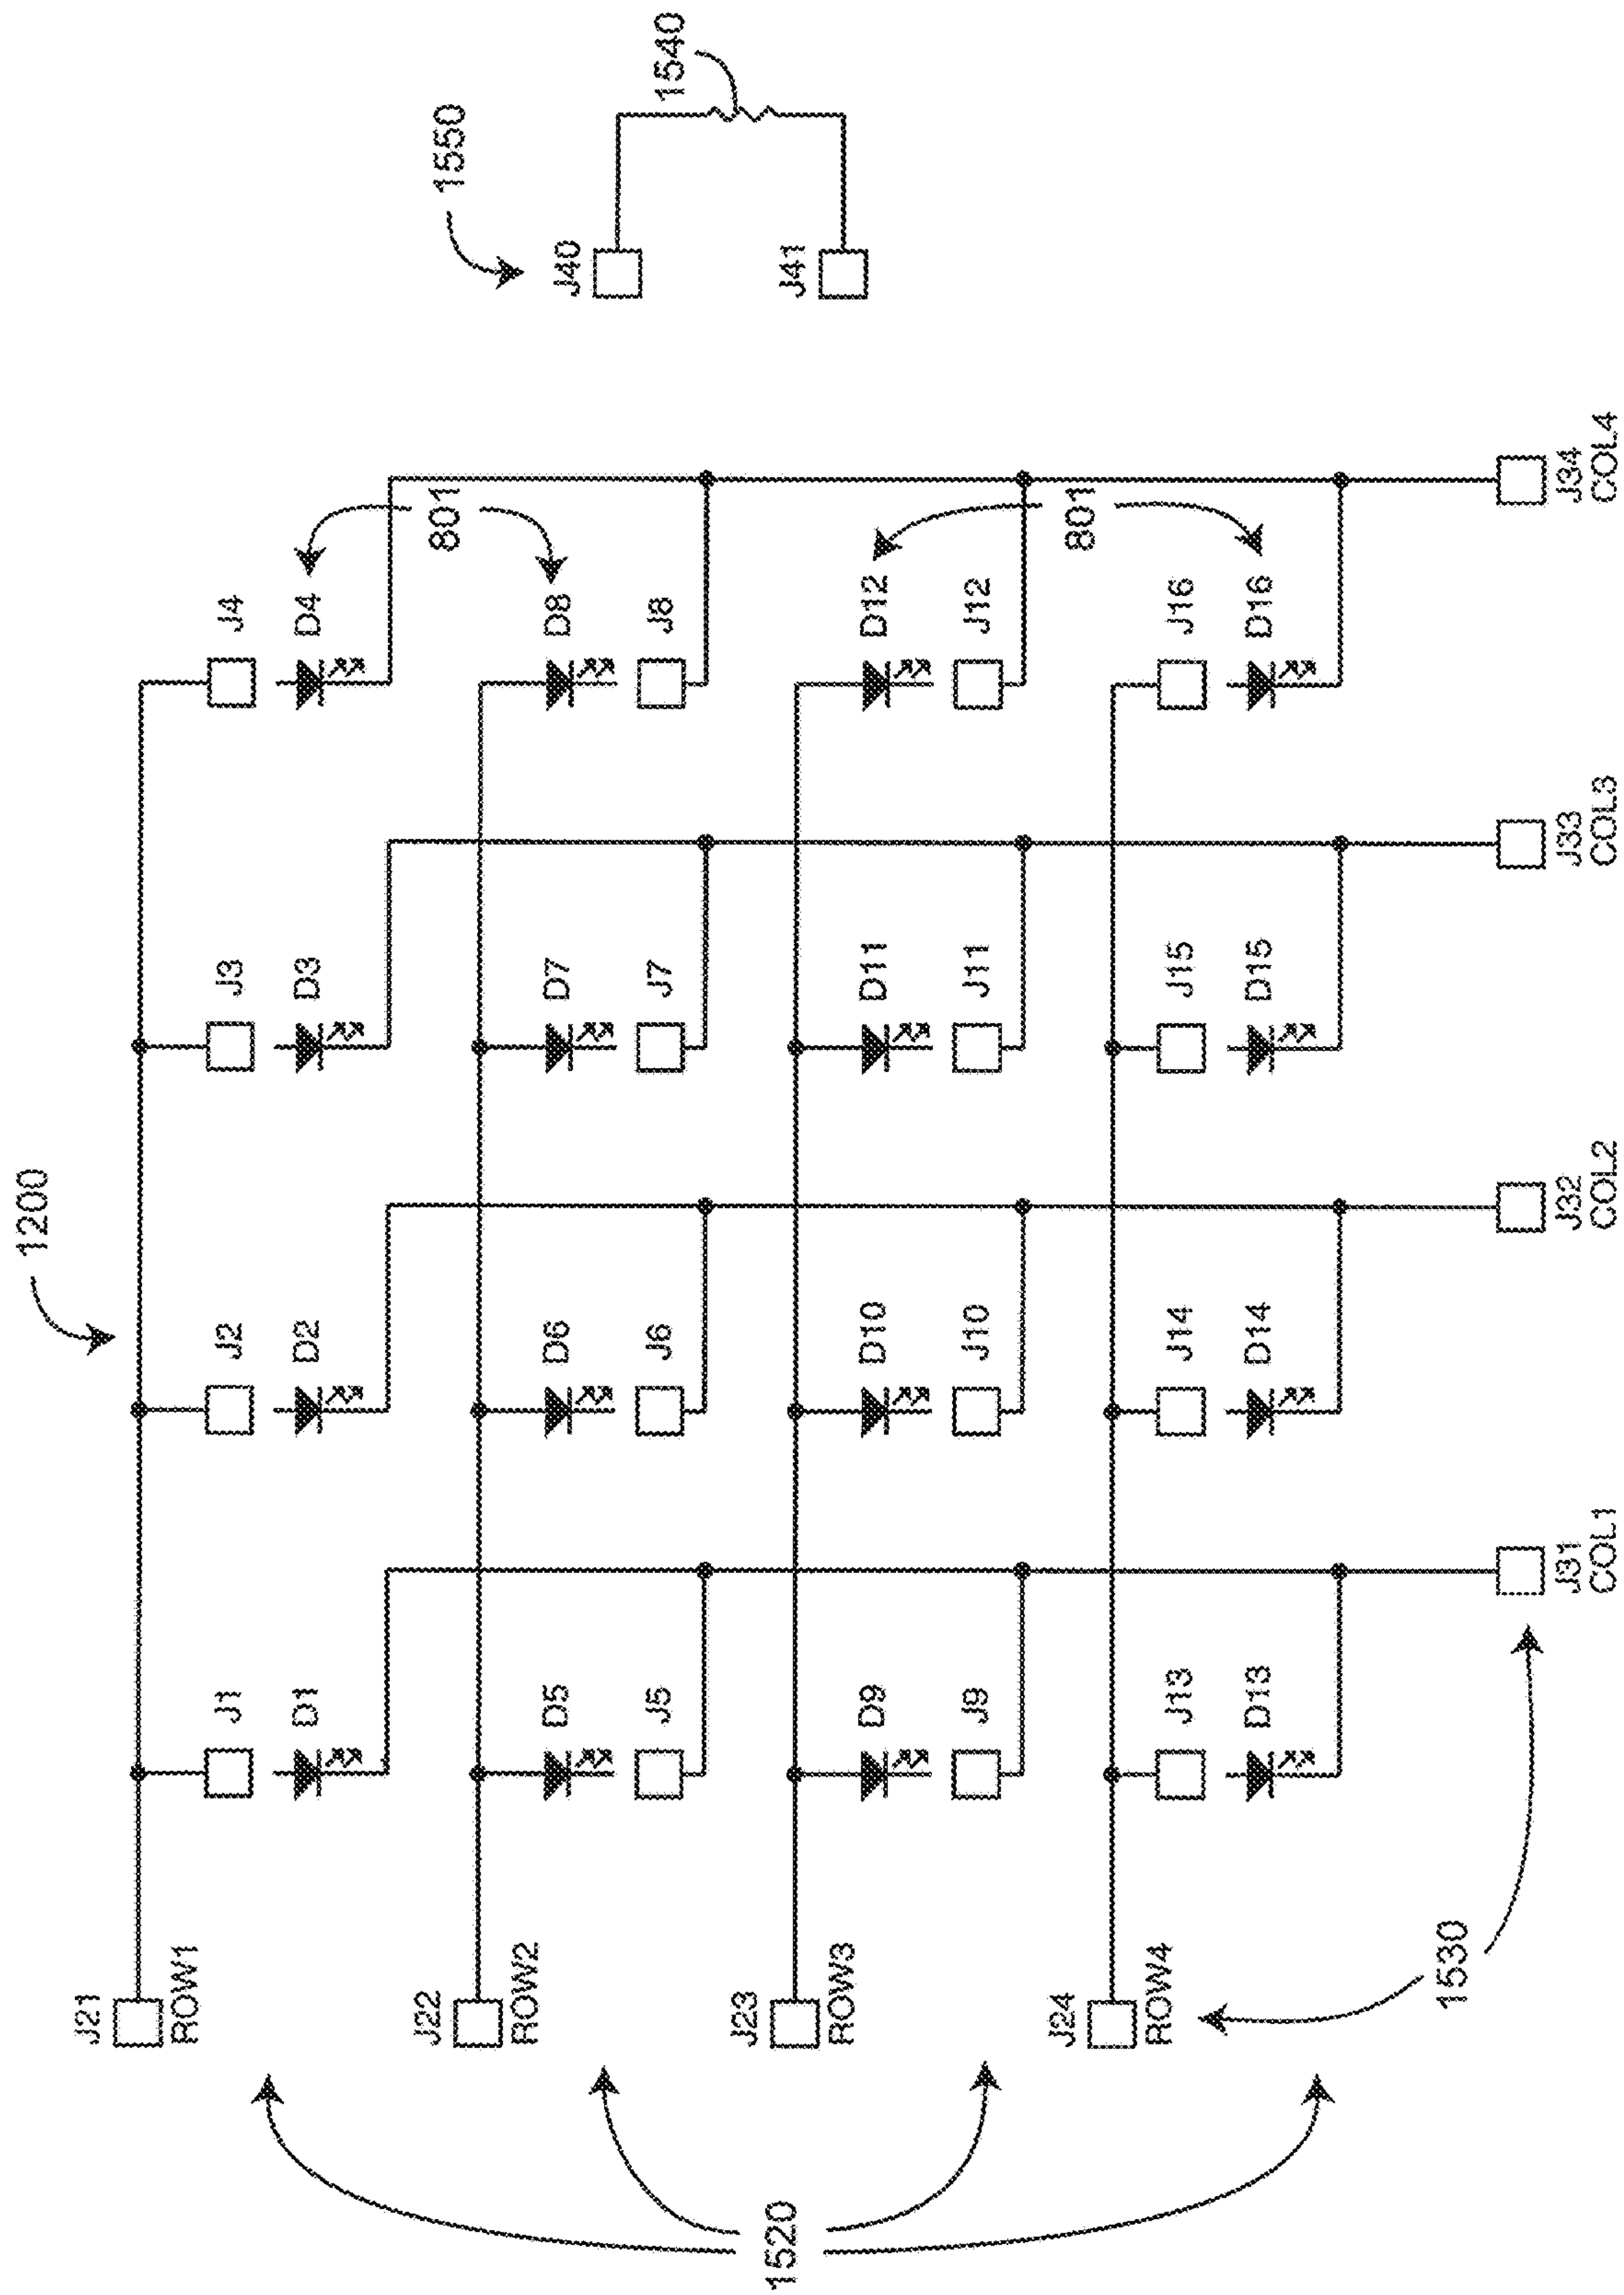 1200
J21
ROW1
J1 J2 J3 J4
D1 D2 D3 D4
J22 801 1550
ROW2
D5 D6 D7 D8 J40
J5 J6 J7 J8 1540
J23
1520 J41
ROW3
D9 D10 D11 D12
J9 J10 J11 J12
J24 801
ROW4
J13 J14 J15 J16
D13 D14 D15 D16
1530
J31 J32 J33 J34
COL1 COL2 COL3 COL4